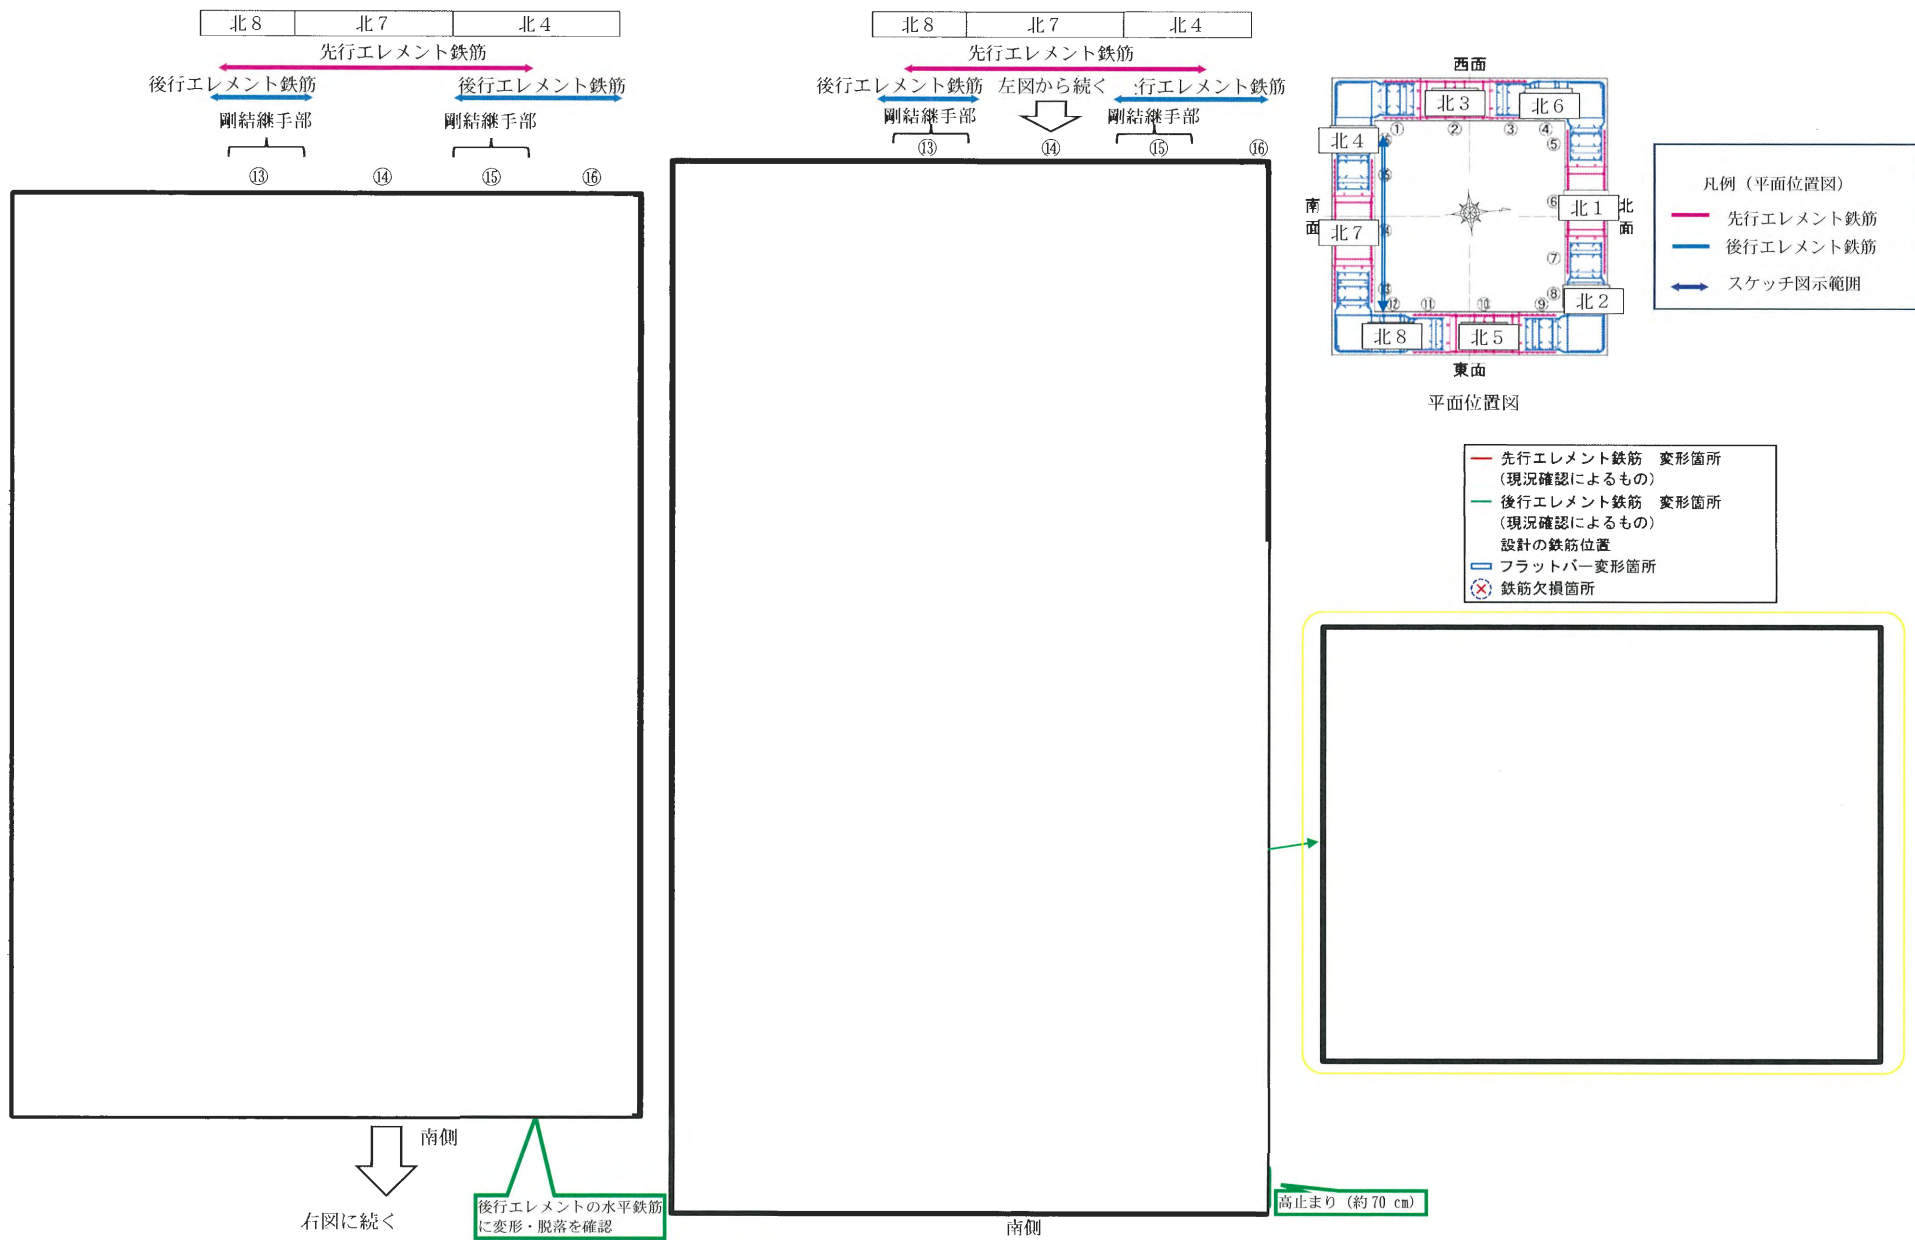 北8 北7 北4
先行エレメント鉄筋
後行エレメント鉄筋 後行エレメント鉄筋
剛結継手部 剛結継手部
⑬ ⑭ ⑮ ⑯
南側
右図に続く
後行エレメントの水平鉄筋
に変形・脱落を確認
北8 北7 北4
先行エレメント鉄筋
後行エレメント鉄筋 左図から続く 行エレメント鉄筋
剛結継手部 剛結継手部
⑬ ⑭ ⑮ ⑯
南側
高止まり（約70 cm）
西面
北3 北6
① ② ③ ④
北4 ⑤
南面
北7
⑥ 北1
北面
⑦
⑧ 北2
⑫ ⑪ ⑩ ⑨
北8 北5
東面
平面位置図
凡例（平面位置図）
先行エレメント鉄筋
後行エレメント鉄筋
スケッチ図示範囲
先行エレメント鉄筋 変形箇所
(現況確認によるもの)
後行エレメント鉄筋 変形箇所
(現況確認によるもの)
設計の鉄筋位置
フラットバー変形箇所
鉄筋欠損箇所